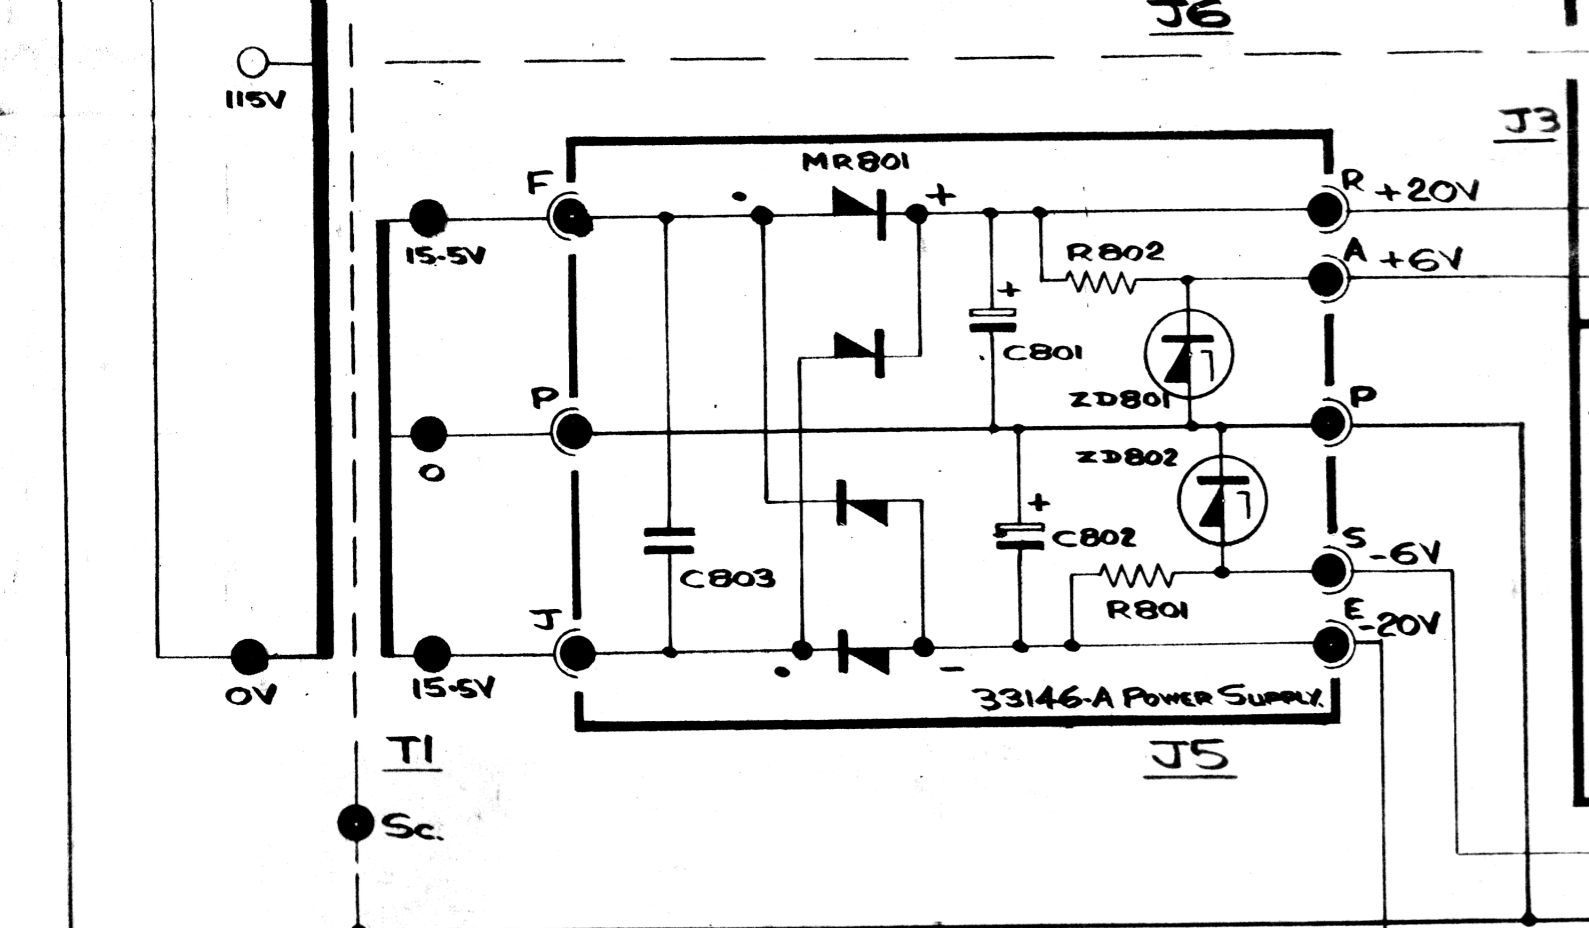 J6
115V
J3
MR801
F
+
R +20V
15-5V
R802
A +6V
+
C801
P
ZD801
P
O
ZD802
+
C802
S -6V
C803
R801
J
E -20V
-
15-5V
0V
33146-A POWER SUPPLY.
T1
J5
Sc.